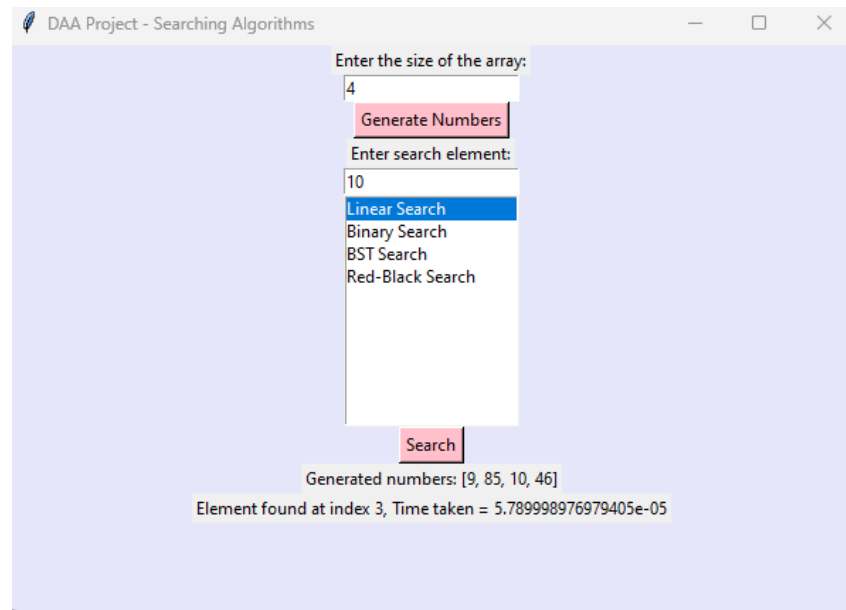 DAA Project - Searching Algorithms
Enter the size of the array:
4
Generate Numbers
Enter search element:
10
Linear Search
Binary Search
BST Search
Red-Black Search
Search
Generated numbers: [9, 85, 10, 46]
Element found at index 3, Time taken = 5.789998976979405e-05